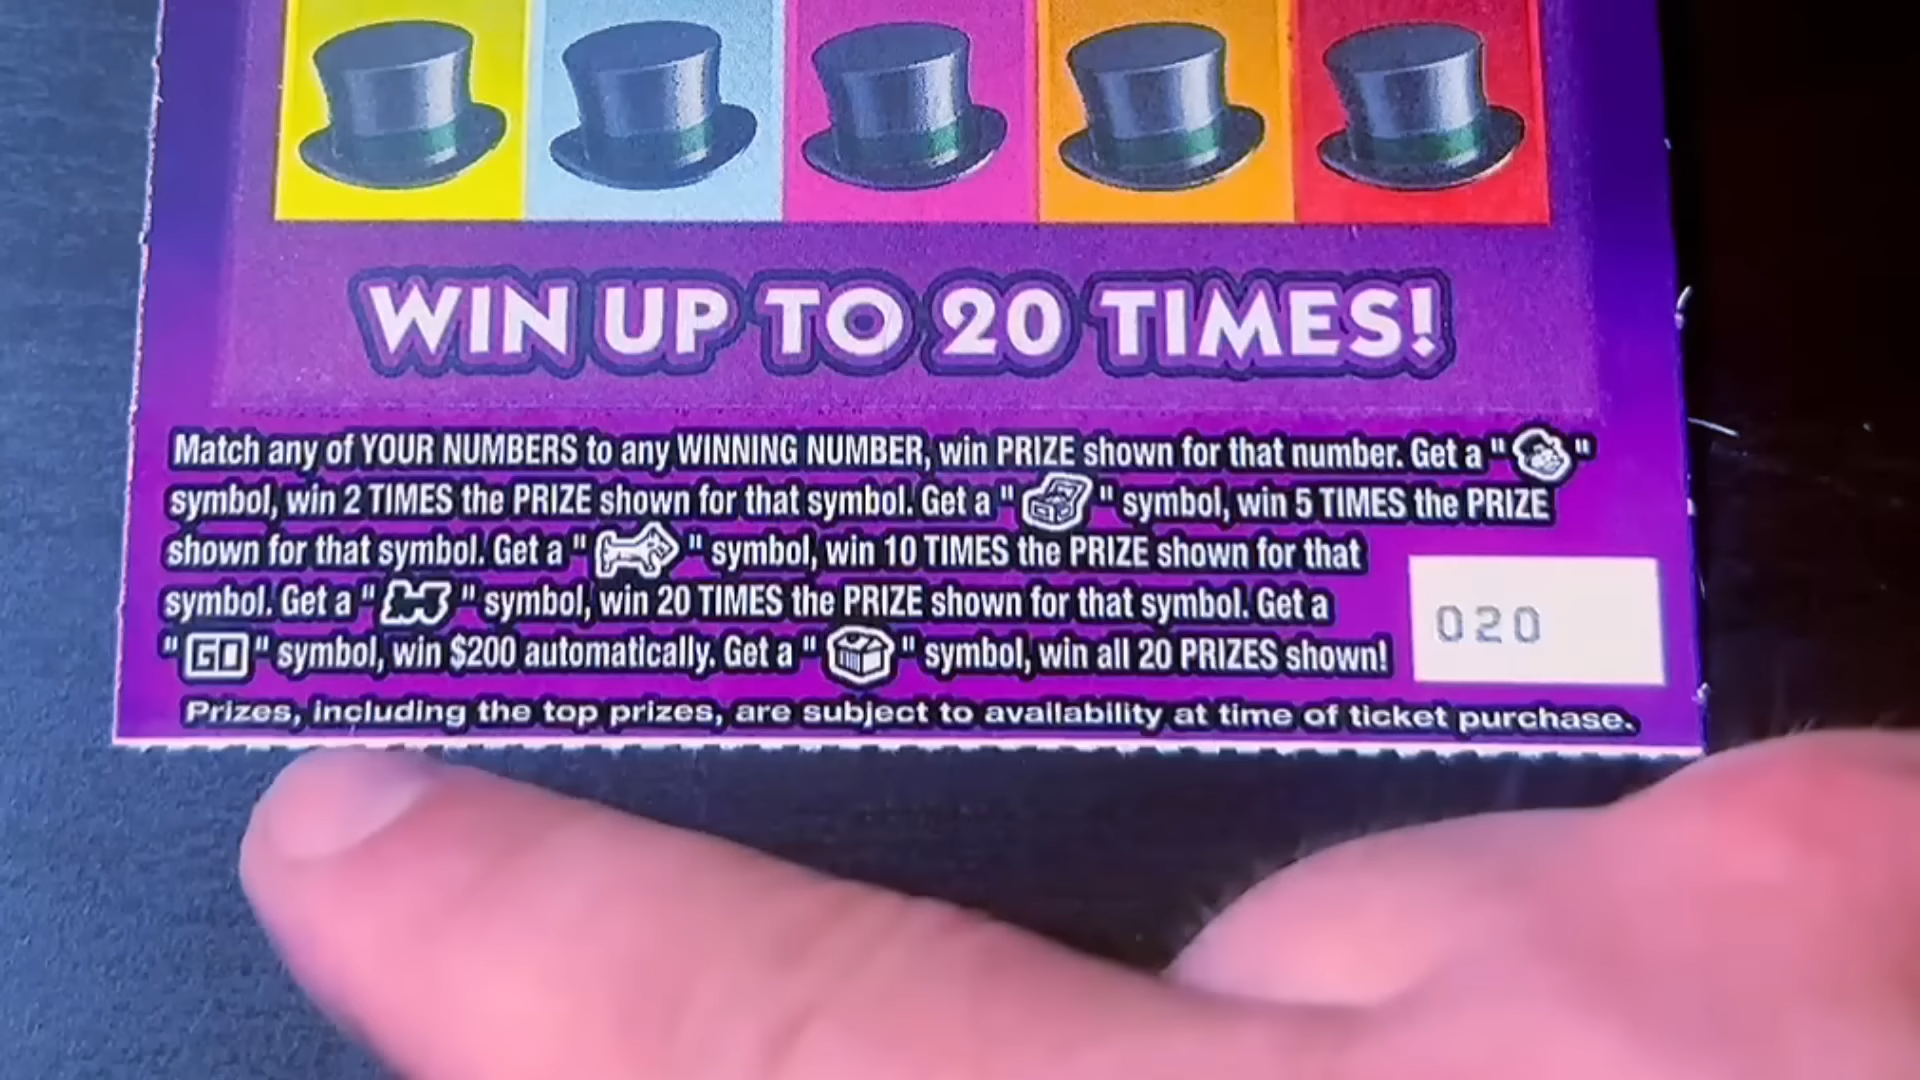 WIN UP TO 20 TIMES!
Match any of YOUR NUMBERS to any WINNING NUMBER, win PRIZE shown for that number. Get a " "
symbol, win 2 TIMES the PRIZE shown for that symbol. Get a " " symbol, win 5 TIMES the PRIZE
shown for that symbol. Get a " " symbol, win 10 TIMES the PRIZE shown for that
symbol. Get a " " symbol, win 20 TIMES the PRIZE shown for that symbol. Get a
"GO" symbol, win $200 automatically. Get a " " symbol, win all 20 PRIZES shown!
020
Prizes, including the top prizes, are subject to availability at time of ticket purchase.